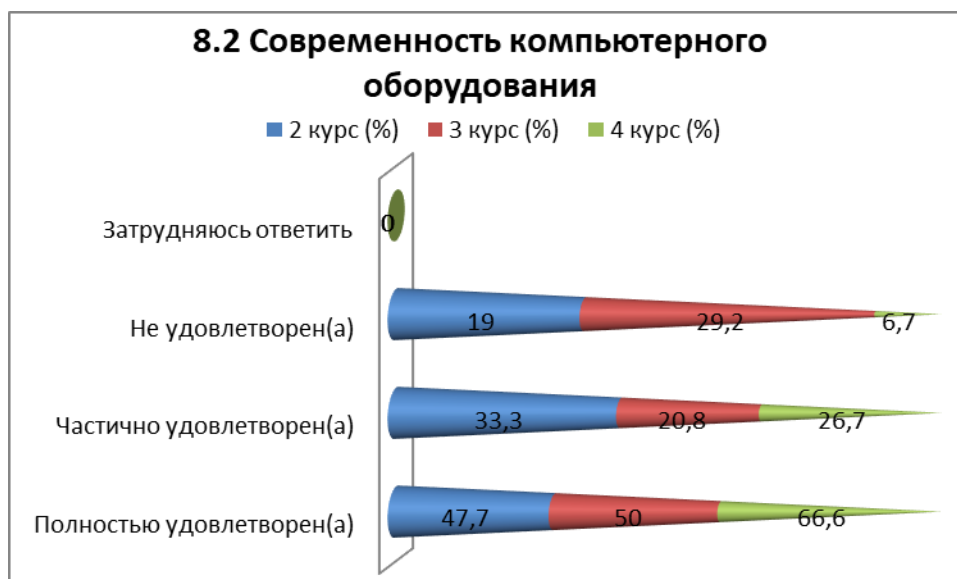 8.2 Современность компьютерного
оборудования
2 курс (%) 3 курс (%) 4 курс (%)
Затрудняюсь ответить 0
Не удовлетворен(а) 19 29,2 6,7
Частично удовлетворен(а) 33,3 20,8 26,7
Полностью удовлетворен(а) 47,7 50 66,6